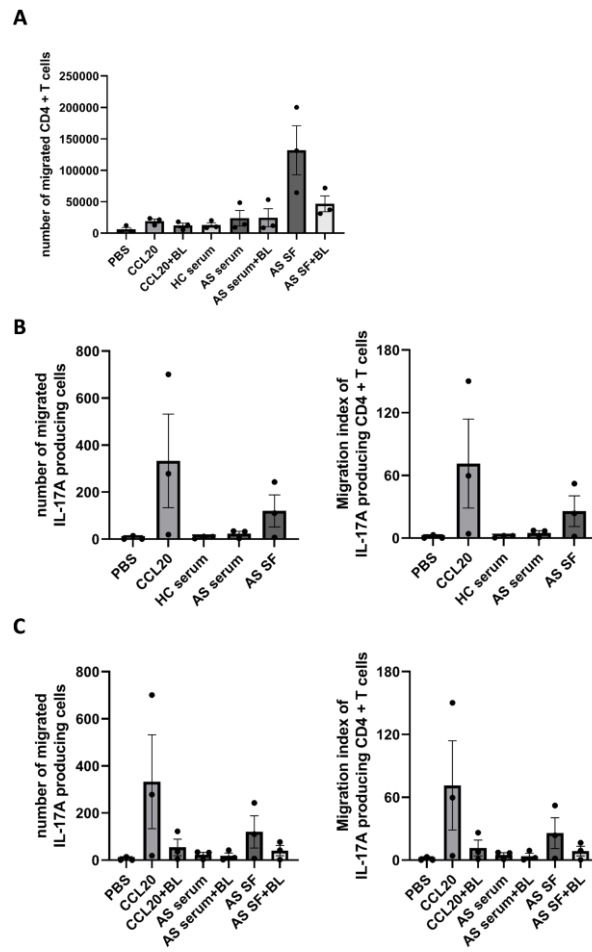 A
number of migrated CD4 + T cells
250000
200000
150000
100000
50000
0
PBS
CCL20
CCL20+BL
HC serum
AS serum
AS serum+BL
AS SF
AS SF+BL
B
number of migrated
IL-17A producing cells
800
600
400
200
0
PBS
CCL20
HC serum
AS serum
AS SF
Migration index of
IL-17A producing CD4 + T cells
180
120
60
0
PBS
CCL20
HC serum
AS serum
AS SF
C
number of migrated
IL-17A producing cells
800
600
400
200
0
PBS
CCL20
CCL20+BL
AS serum
AS serum+BL
AS SF
AS SF+BL
Migration index of
IL-17A producing CD4 + T cells
180
120
60
0
PBS
CCL20
CCL20+BL
AS serum
AS serum+BL
AS SF
AS SF+BL